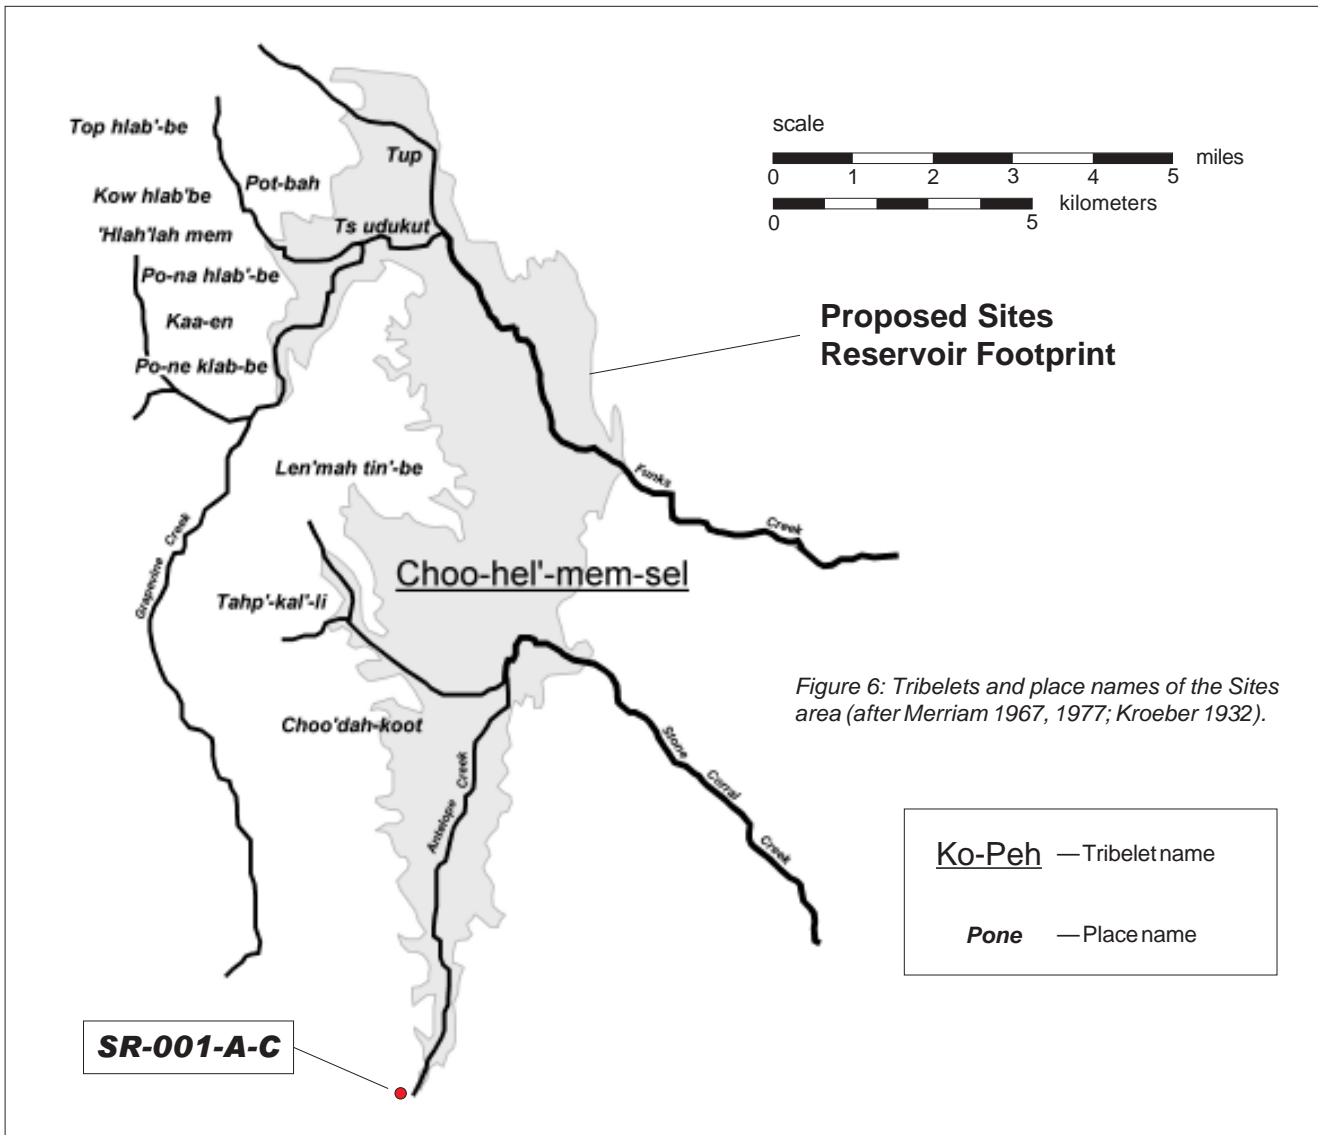 scale
miles
0 1 2 3 4 5
kilometers
0 5
Top hlab'-be
Tup
Pot-bah
Kow hlab'be
'Hlah'lah mem
Ts udukut
Po-na hlab'-be
Kaa-en
Po-ne klab-be
Proposed Sites
Reservoir Footprint
Len'mah tin'-be
Funks
Creek
Grapevine Creek
Choo-hel'-mem-sel
Tahp'-kal'-li
Choo'dah-koot
Antelope Creek
Stone
Corral
Creek
Figure 6: Tribelets and place names of the Sites
area (after Merriam 1967, 1977; Kroeber 1932).
Ko-Peh — Tribelet name
Pone — Place name
SR-001-A-C